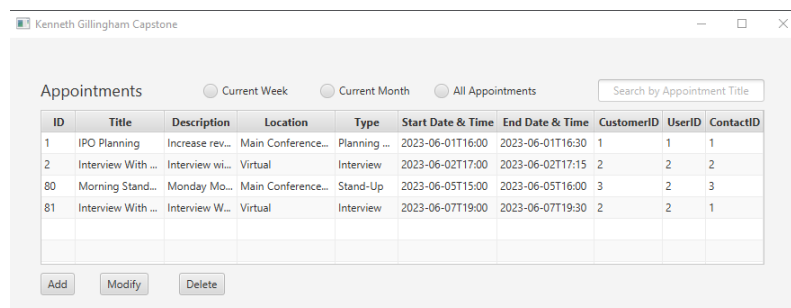 Kenneth Gillingham Capstone
Appointments Current Week Current Month All Appointments Search by Appointment Title
ID Title Description Location Type Start Date & Time End Date & Time CustomerID UserID ContactID
1 IPO Planning Increase rev... Main Conference... Planning ... 2023-06-01T16:00 2023-06-01T16:30 1 1 1
2 Interview With ... Interview wi... Virtual Interview 2023-06-02T17:00 2023-06-02T17:15 2 2 2
80 Morning Stand... Monday Mo... Main Conference... Stand-Up 2023-06-05T15:00 2023-06-05T16:00 3 2 3
81 Interview With ... Interview W... Virtual Interview 2023-06-07T19:00 2023-06-07T19:30 2 2 1
Add Modify Delete